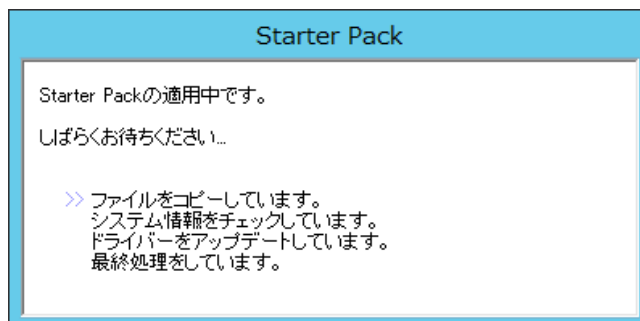 Starter Pack
Starter Packの適用中です。
しばらくお待ちください...
>> ファイルをコピーしています。
システム情報をチェックしています。
ドライバーをアップデートしています。
最終処理をしています。